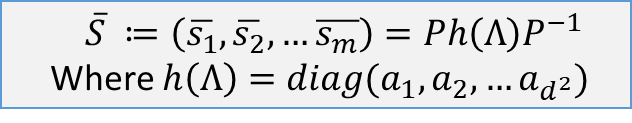 S̄ := (s̄₁, s̄₂, … s̄ₘ) = Ph(Λ)P⁻¹
Where h(Λ) = diag(a₁, a₂, … a_{d²})